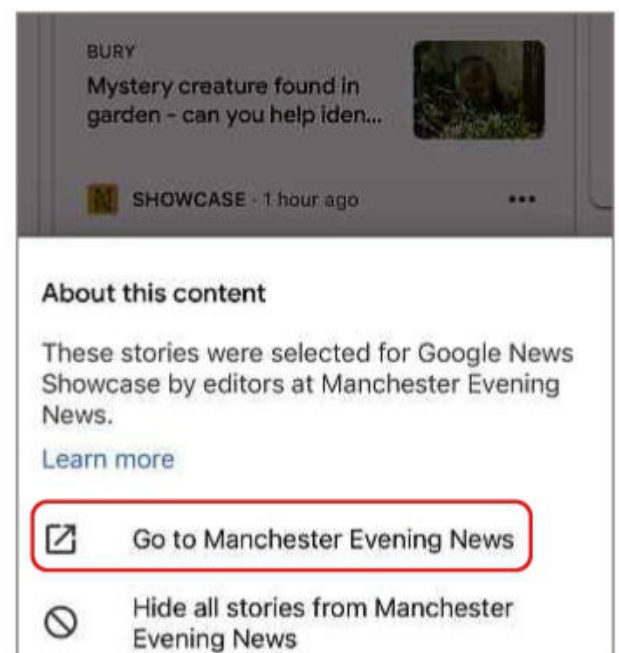 BURY
Mystery creature found in
garden - can you help iden...
N SHOWCASE · 1 hour ago
About this content
These stories were selected for Google News
Showcase by editors at Manchester Evening
News.
Learn more
Go to Manchester Evening News
Hide all stories from Manchester
Evening News